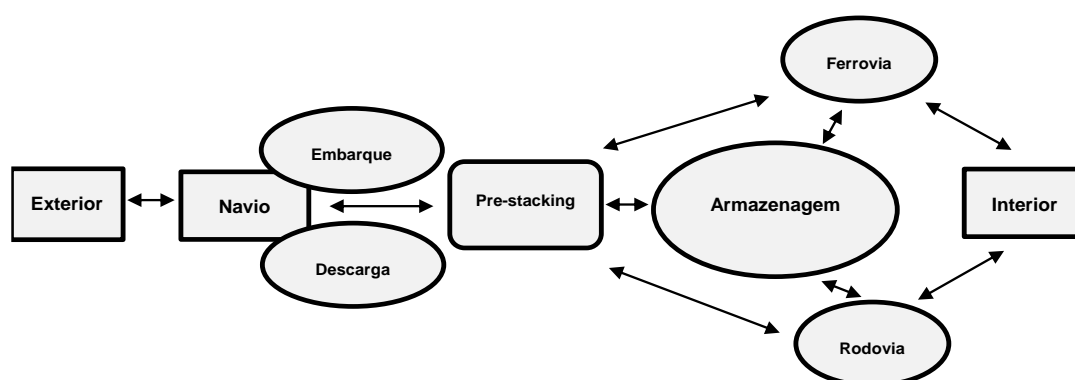 Ferrovia
Embarque
Exterior
Navio
Pre-stacking
Armazenagem
Interior
Descarga
Rodovia